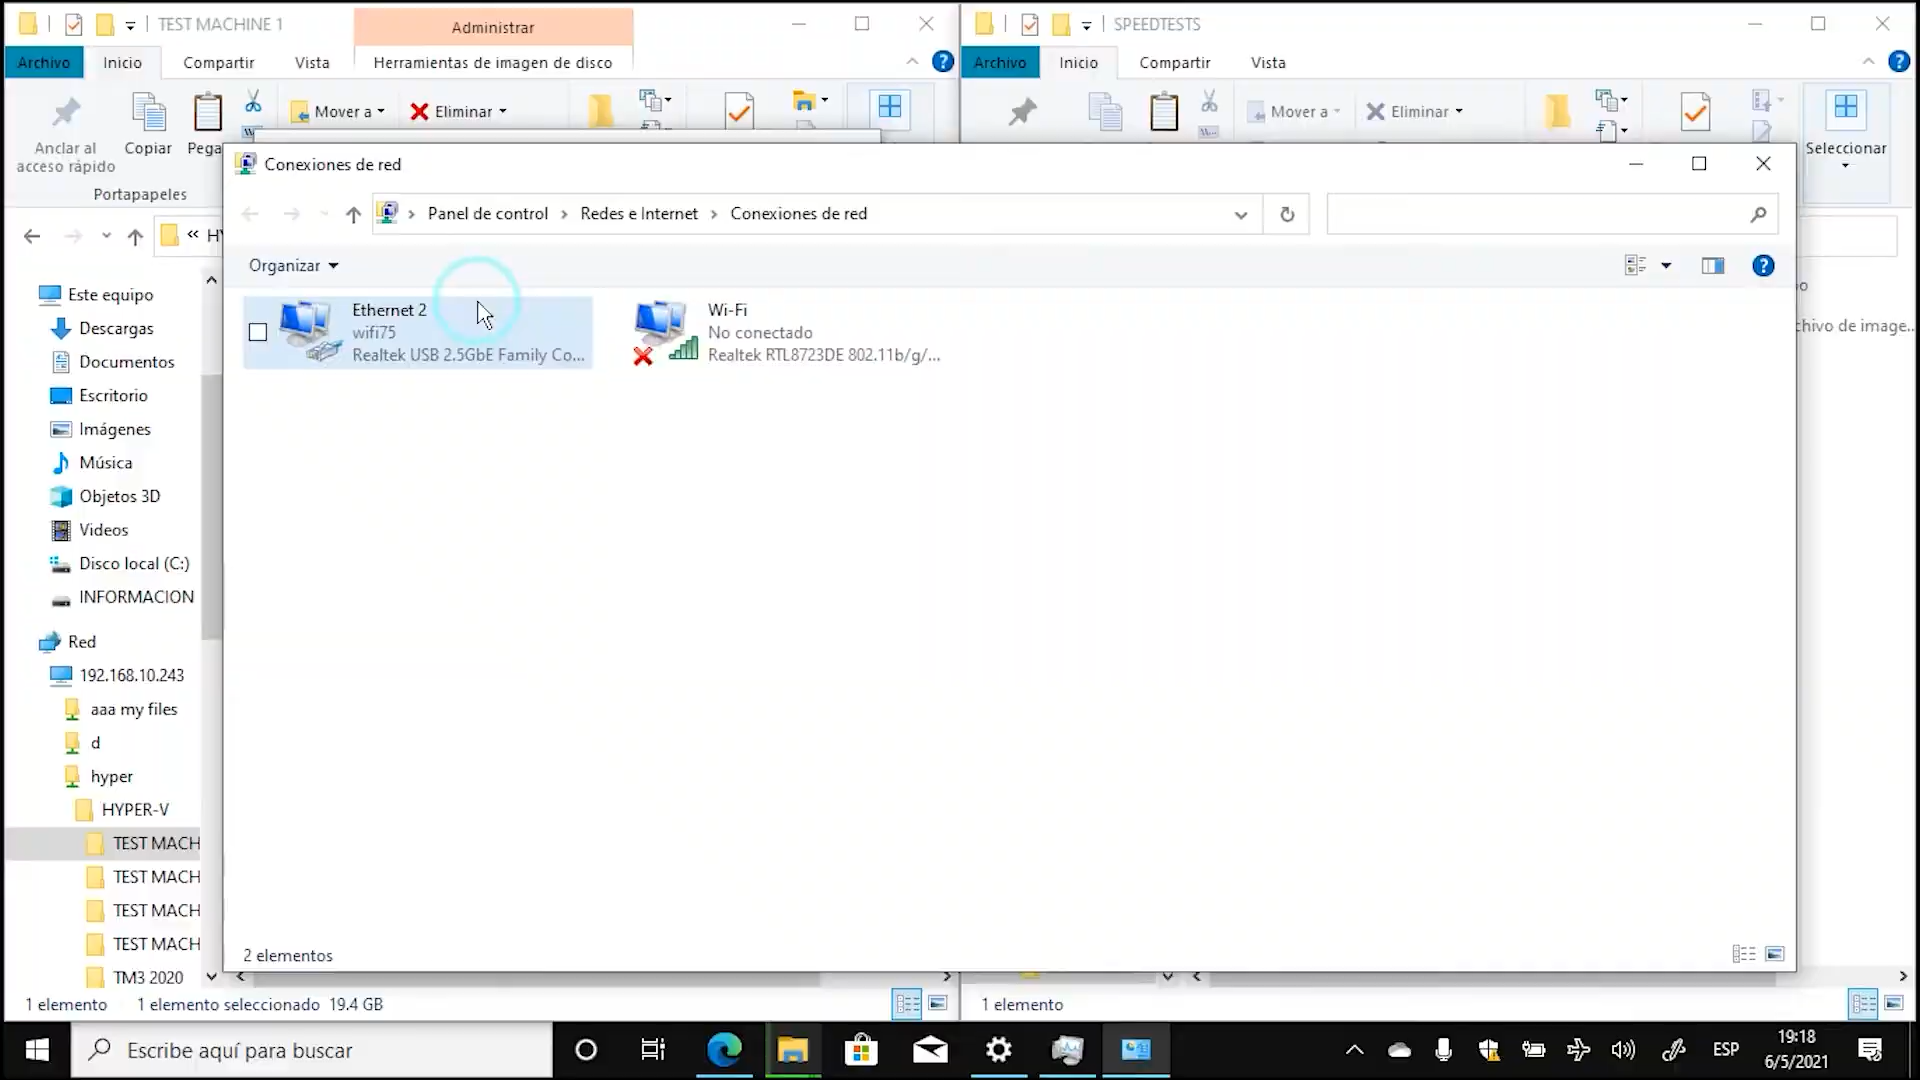 TEST MACHINE 1
Administrar
SPEEDTESTS
Archivo
Inicio
Compartir
Vista
Herramientas de imagen de disco
Archivo
Inicio
Compartir
Vista
Mover a
Eliminar
Mover a
Eliminar
Anclar al
acceso rápido
Copiar
Pega
Seleccionar
Portapapeles
Conexiones de red
Panel de control
Redes e Internet
Conexiones de red
« HY
Organizar
Ethernet 2
wifi75
Realtek USB 2.5GbE Family Co...
Wi-Fi
No conectado
Realtek RTL8723DE 802.11b/g/...
chivo de image...
Este equipo
Descargas
Documentos
Escritorio
Imágenes
Música
Objetos 3D
Videos
Disco local (C:)
INFORMACION
Red
192.168.10.243
aaa my files
d
hyper
HYPER-V
TEST MACH
TEST MACH
TEST MACH
TEST MACH
TM3 2020
2 elementos
1 elemento
1 elemento seleccionado 19.4 GB
1 elemento
Escribe aquí para buscar
ESP
19:18
6/5/2021